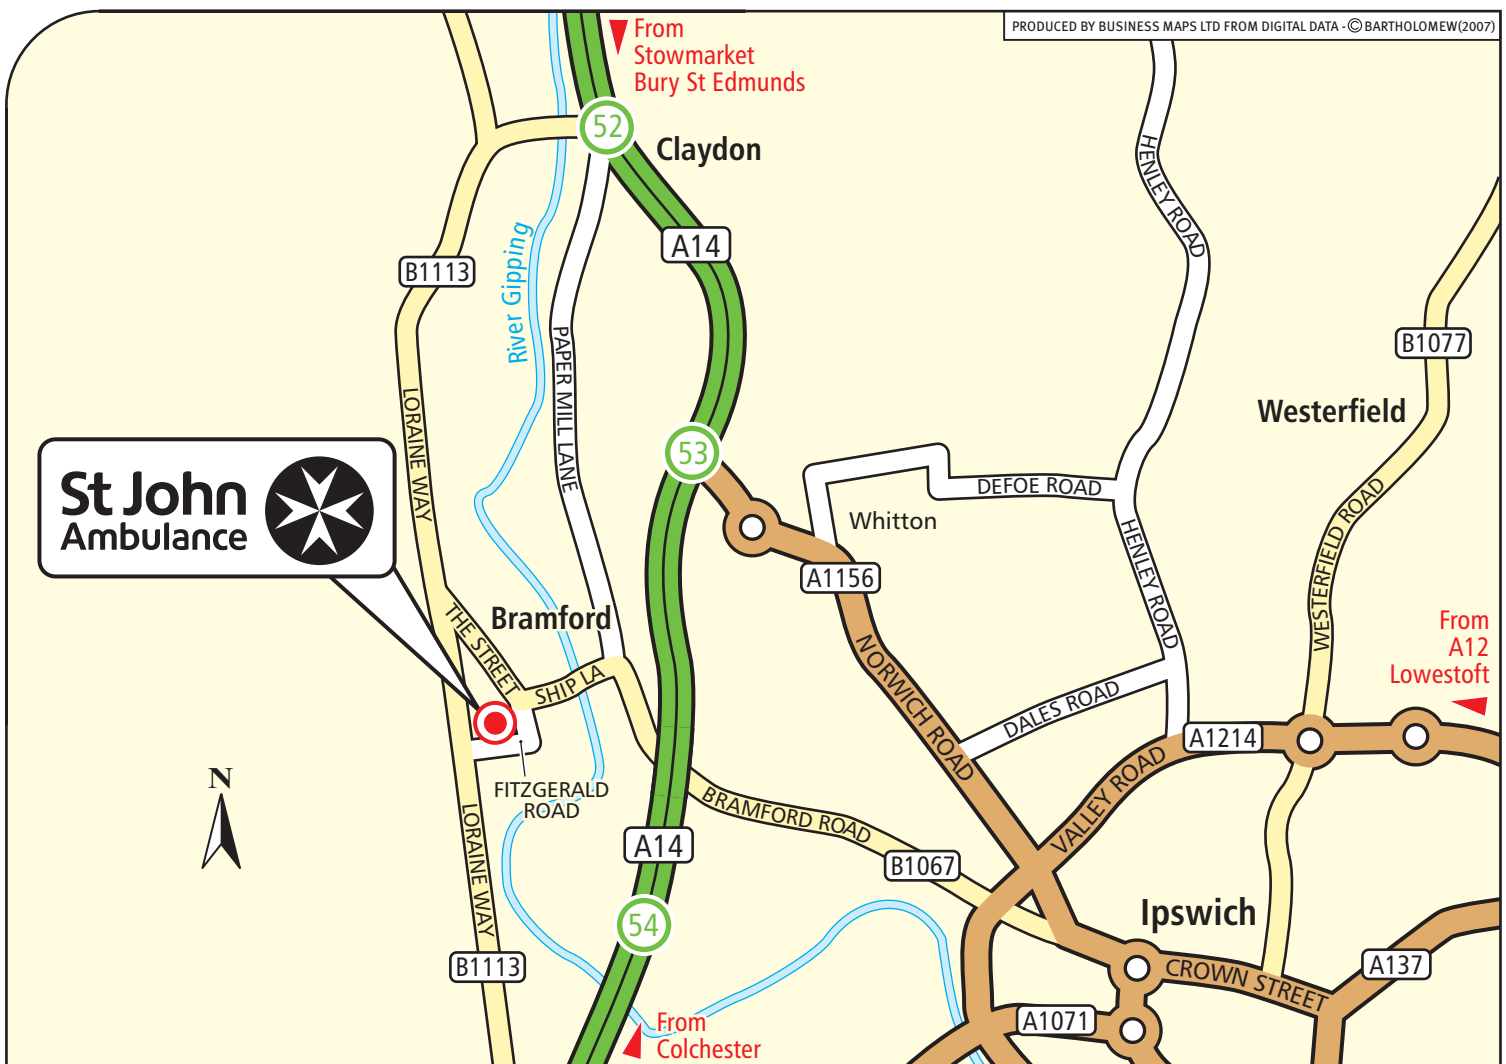 PRODUCED BY BUSINESS MAPS LTD FROM DIGITAL DATA - © BARTHOLOMEW(2007)
From
Stowmarket
Bury St Edmunds
52
Claydon
HENLEY ROAD
A14
B1113
River Gipping
B1077
PAPER MILL LANE
Westerfield
LORAINE WAY
53
St John
Ambulance
DEFOE ROAD
Whitton
WESTERFIELD ROAD
HENLEY ROAD
A1156
Bramford
THE STREET
From
A12
Lowestoft
NORWICH ROAD
SHIP LA
DALES ROAD
A1214
VALLEY ROAD
N
FITZGERALD
ROAD
BRAMFORD ROAD
LORAINE WAY
A14
B1067
Ipswich
54
B1113
CROWN STREET
A137
A1071
From
Colchester